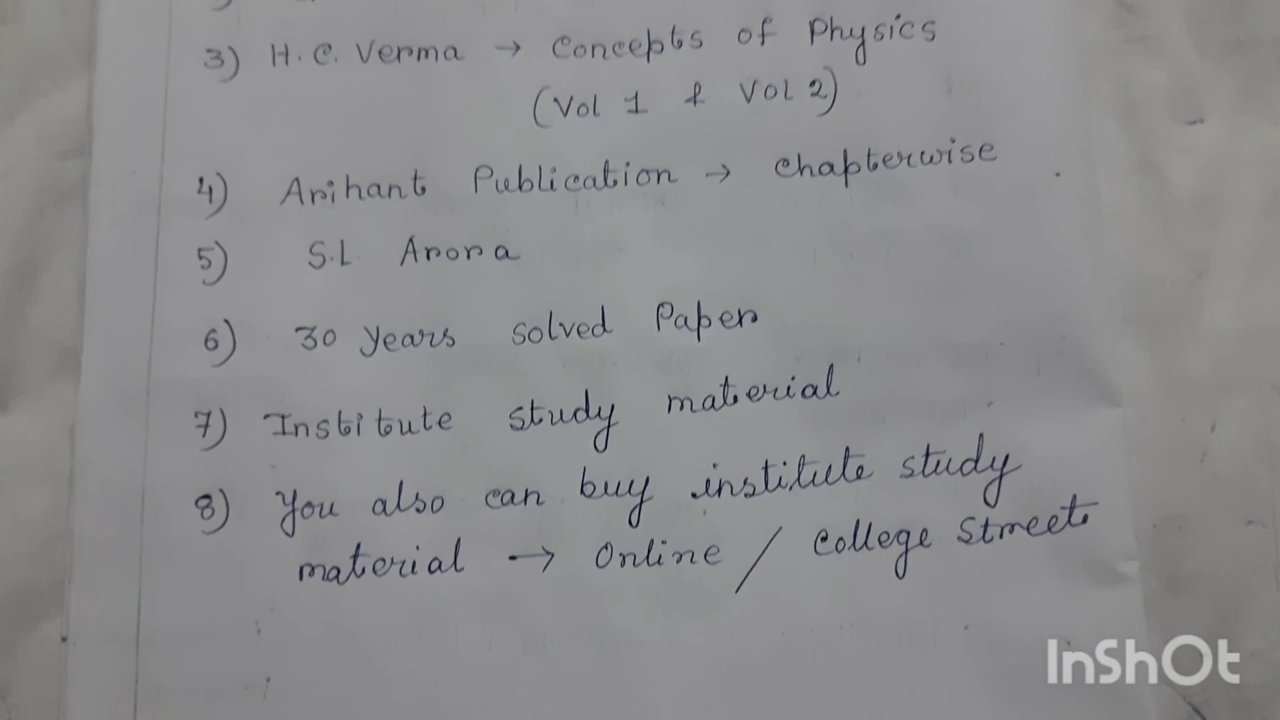 3) H.C. Verma → Concepts of Physics
(Vol 1 & Vol 2)
4) Arihant Publication → Chapterwise
5) S.L. Arora
6) 30 years solved Paper
7) Institute study material
8) You also can buy institute study
material → Online / College Street
InShOt